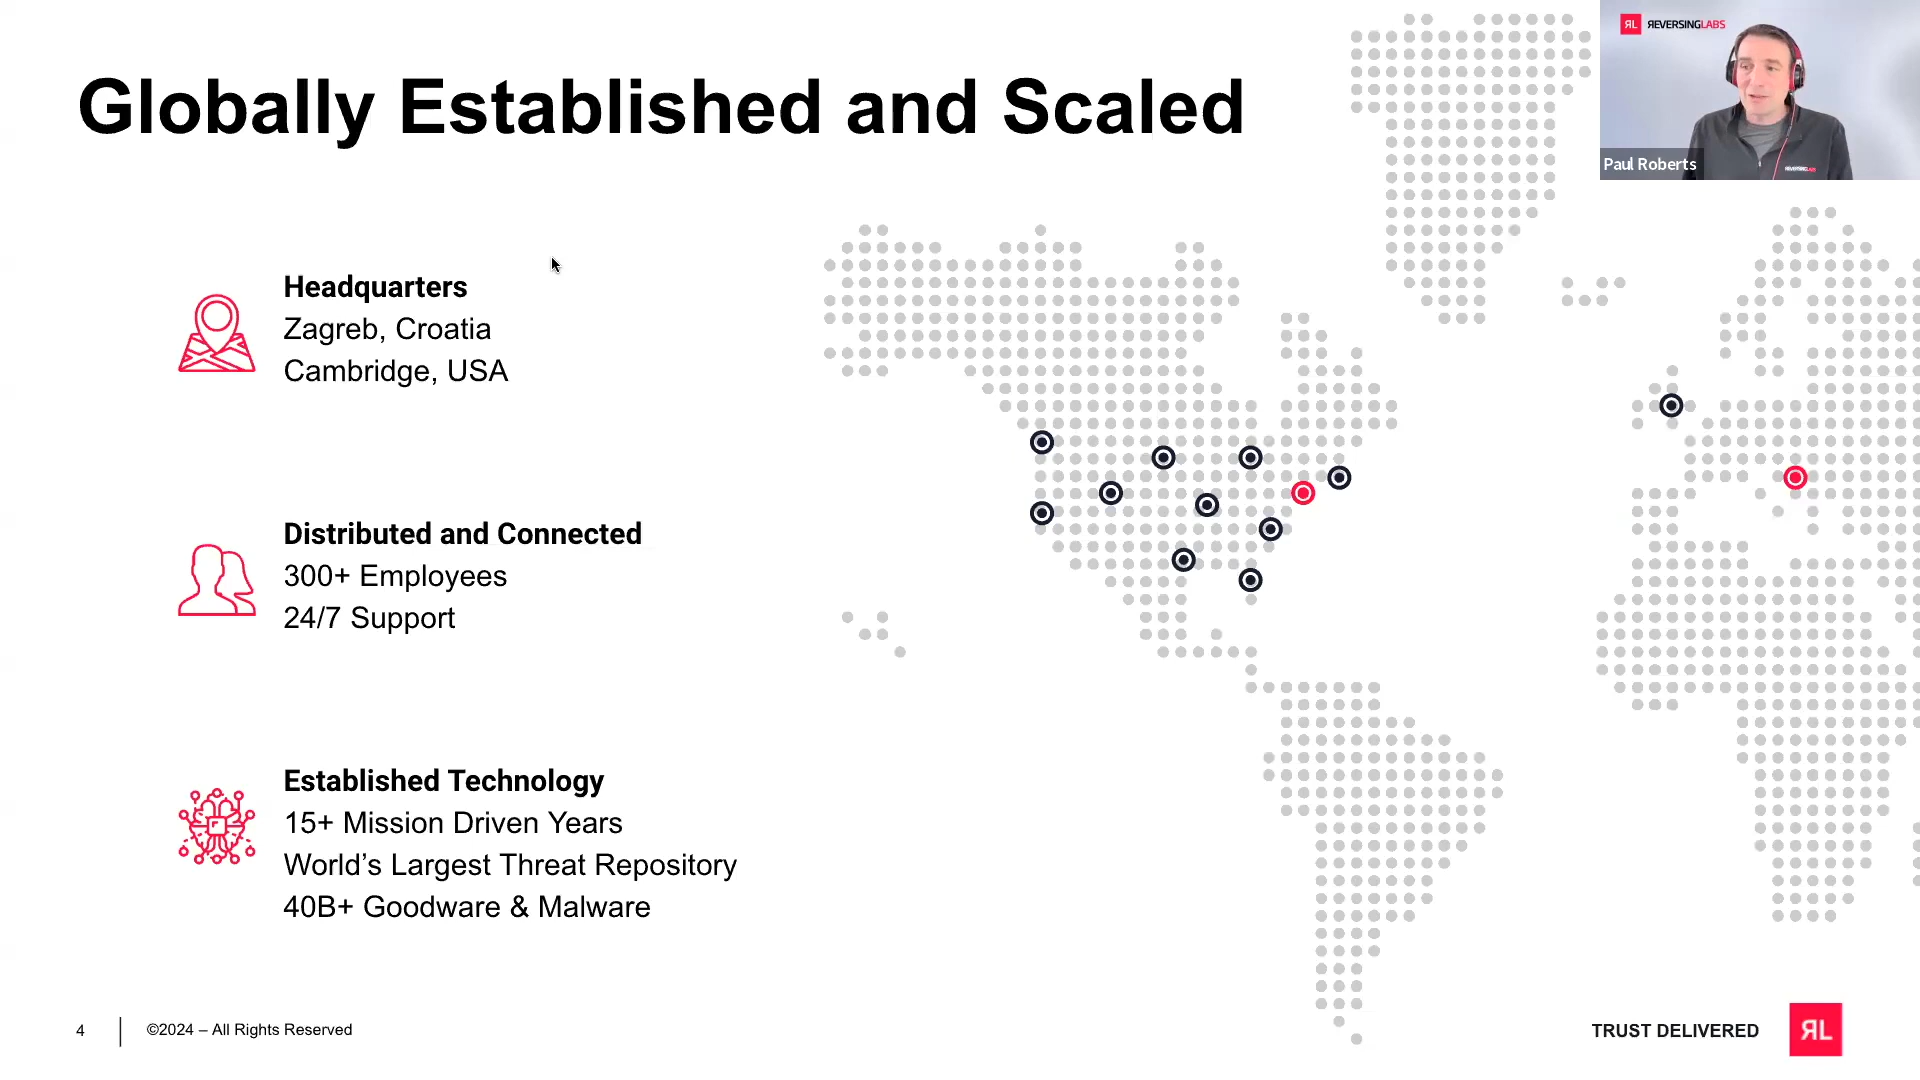 Globally Established and Scaled
ЯEVERSINGLABS
Paul Roberts
Headquarters
Zagreb, Croatia
Cambridge, USA
Distributed and Connected
300+ Employees
24/7 Support
Established Technology
15+ Mission Driven Years
World’s Largest Threat Repository
40B+ Goodware & Malware
4
©2024 – All Rights Reserved
TRUST DELIVERED
ЯL